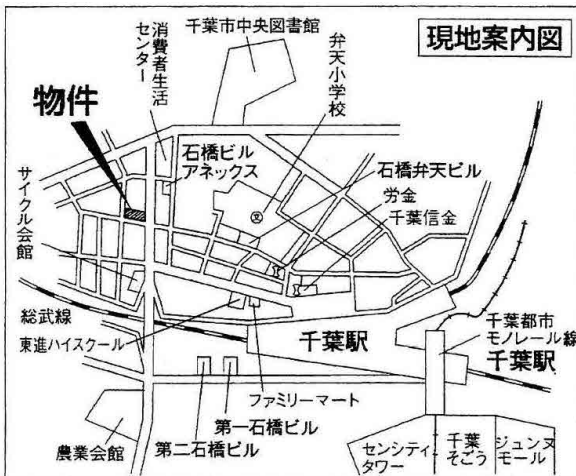 現地案内図
千葉市中央図書館
消費者生活
センター
弁天小学校
物件
石橋ビル
アネックス
石橋弁天ビル
労金
千葉信金
サイクル会館
文
総武線
東進ハイスクール
千葉駅
千葉都市
モノレール線
千葉駅
ファミリーマート
第一石橋ビル
第二石橋ビル
農業会館
センシティ
タワー
千葉
そごう
ジュンヌ
モール